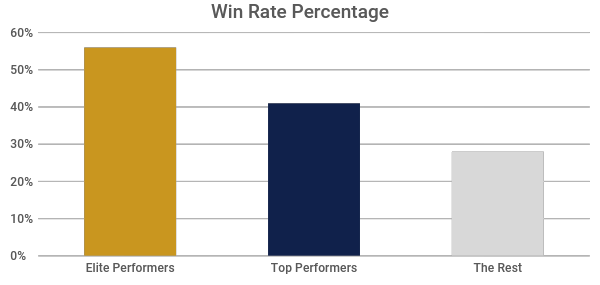 Win Rate Percentage
60%
50%
40%
30%
20%
10%
0%
Elite Performers
Top Performers
The Rest